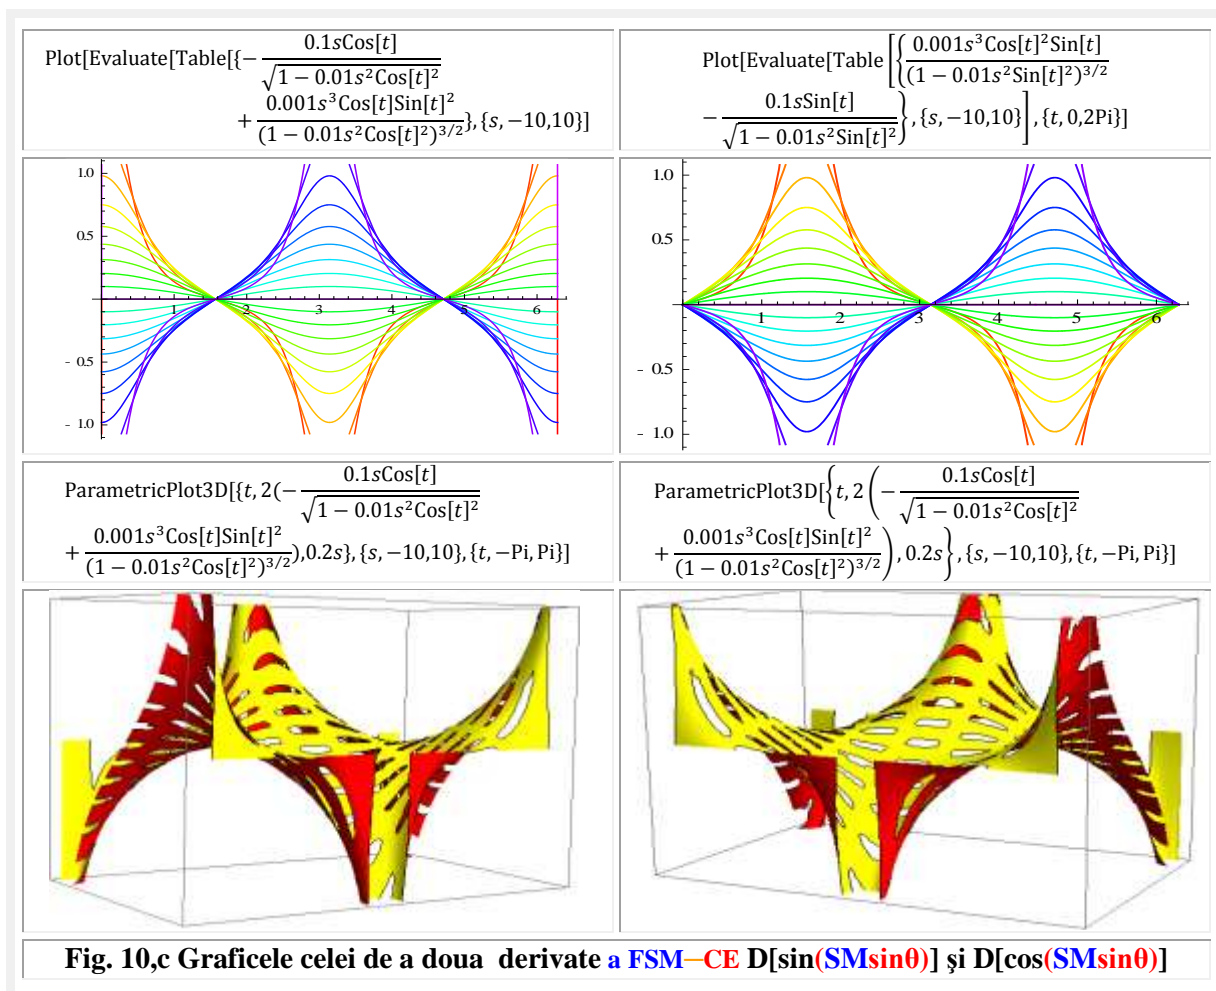 Plot[Evaluate[Table[{−0.1sCos[t]/√(1 − 0.01s²Cos[t]²)
+ 0.001s³Cos[t]Sin[t]²/(1 − 0.01s²Cos[t]²)^3/2},{s, −10,10}]
Plot[Evaluate[Table[{0.001s³Cos[t]²Sin[t]/(1 − 0.01s²Sin[t]²)^3/2
− 0.1sSin[t]/√(1 − 0.01s²Sin[t]²)},{s, −10,10}],{t, 0,2Pi}]
1.0
0.5
1 2 3 4 5 6
- 0.5
- 1.0
1.0
0.5
1 2 3 4 5 6
- 0.5
- 1.0
ParametricPlot3D[{t, 2(−0.1sCos[t]/√(1 − 0.01s²Cos[t]²)
+ 0.001s³Cos[t]Sin[t]²/(1 − 0.01s²Cos[t]²)^3/2),0.2s},{s, −10,10},{t, −Pi, Pi}]
ParametricPlot3D[{t, 2(−0.1sCos[t]/√(1 − 0.01s²Cos[t]²)
+ 0.001s³Cos[t]Sin[t]²/(1 − 0.01s²Cos[t]²)^3/2), 0.2s},{s, −10,10},{t, −Pi, Pi}]
Fig. 10,c Graficele celei de a doua derivate a FSM—CE D[sin(SMsinθ)] şi D[cos(SMsinθ)]